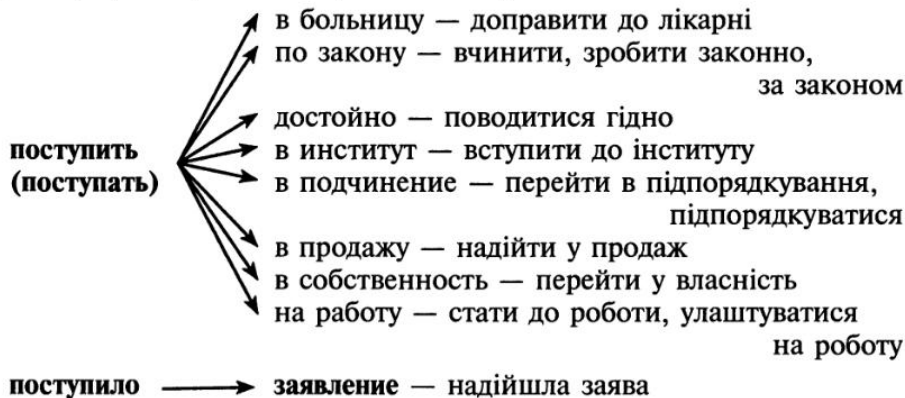 в больницу — доправити до лікарні
по закону — вчинити, зробити законно,
за законом
достойно — поводитися гідно
поступить
в институт — вступити до інституту
(поступать)
в подчинение — перейти в підпорядкування,
підпорядкуватися
в продажу — надійти у продаж
в собственность — перейти у власність
на работу — стати до роботи, улаштуватися
на роботу
поступило заявление — надійшла заява